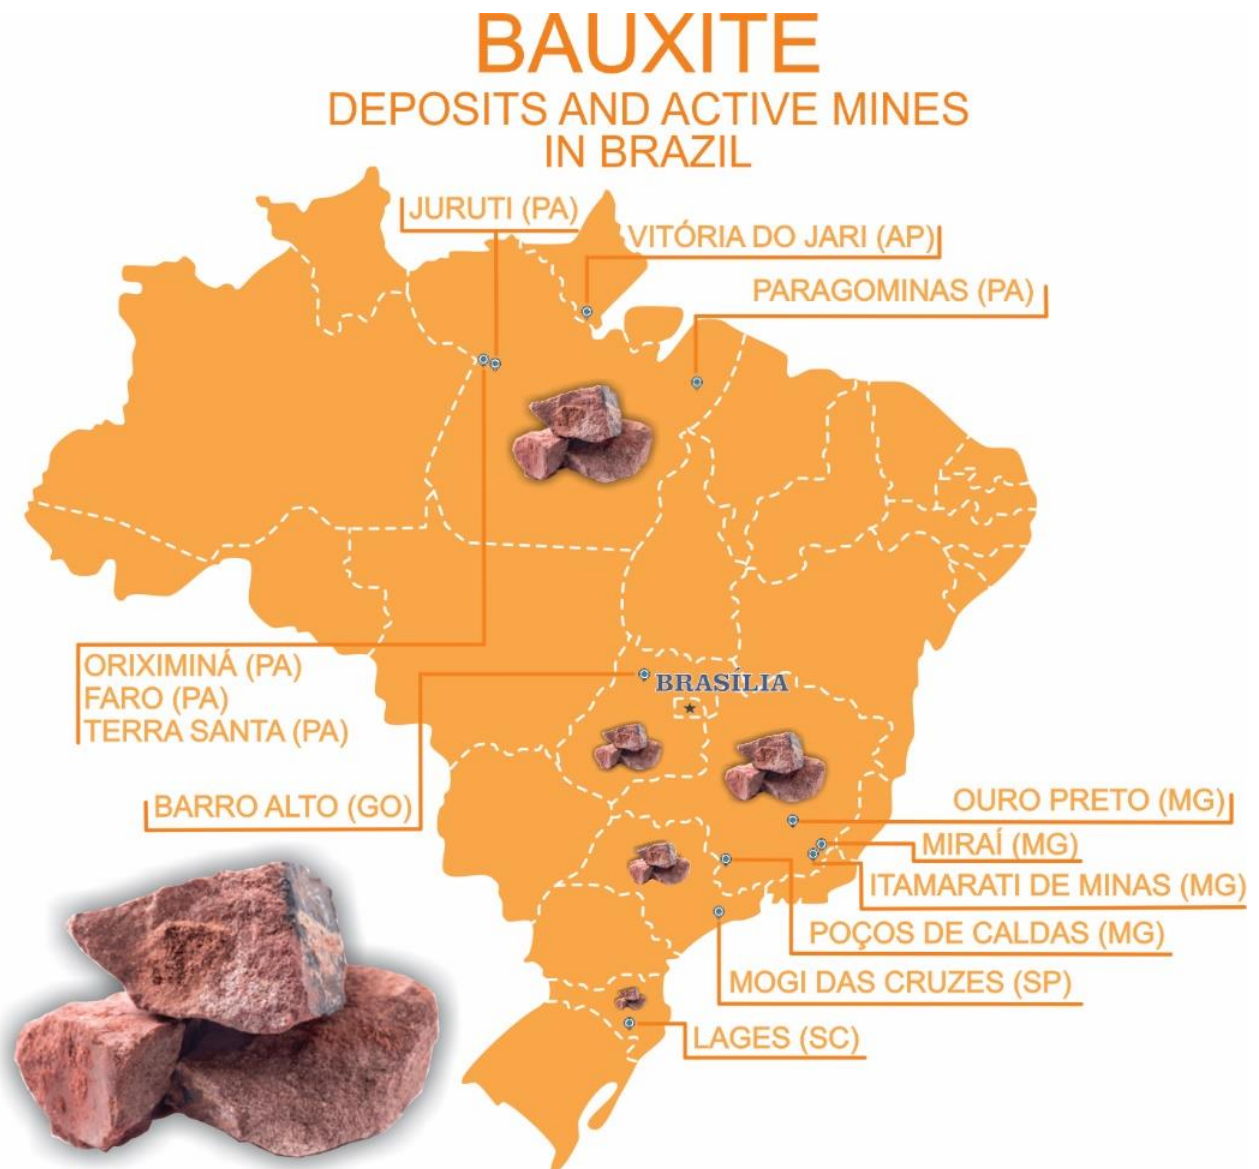 BAUXITE
DEPOSITS AND ACTIVE MINES
IN BRAZIL
JURUTI (PA)
VITÓRIA DO JARI (AP)
PARAGOMINAS (PA)
ORIXIMINÁ (PA)
FARO (PA)
TERRA SANTA (PA)
BRASÍLIA
BARRO ALTO (GO)
OURO PRETO (MG)
MIRAÍ (MG)
ITAMARATI DE MINAS (MG)
POÇOS DE CALDAS (MG)
MOGI DAS CRUZES (SP)
LAGES (SC)